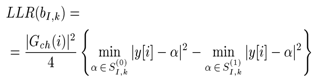 LLR(b_{I,k}) =
= \frac{|G_{ch}(i)|^2}{4} \left\{ \min_{\alpha \in S_{I,k}^{(0)}} |y[i] - \alpha|^2 - \min_{\alpha \in S_{I,k}^{(1)}} |y[i] - \alpha|^2 \right\}